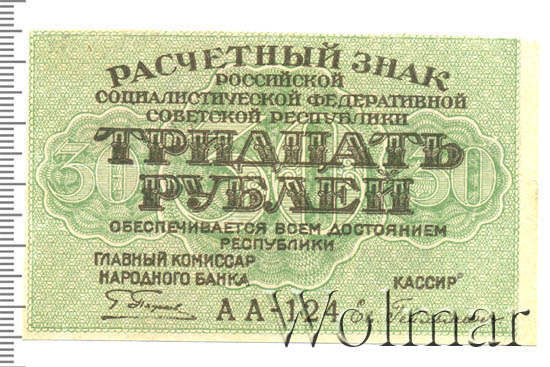 РАСЧЕТНЫЙ ЗНАК
РОССИЙСКОЙ
СОЦИАЛИСТИЧЕСКОЙ ФЕДЕРАТИВНОЙ
СОВЕТСКОЙ РЕСПУБЛИКИ
30 ТРИДЦАТЬ 30
РУБЛЕЙ
ОБЕСПЕЧИВАЕТСЯ ВСЕМ ДОСТОЯНИЕМ
РЕСПУБЛИКИ
ГЛАВНЫЙ КОМИССАР
НАРОДНОГО БАНКА
КАССИР
АА-124
Wolmar